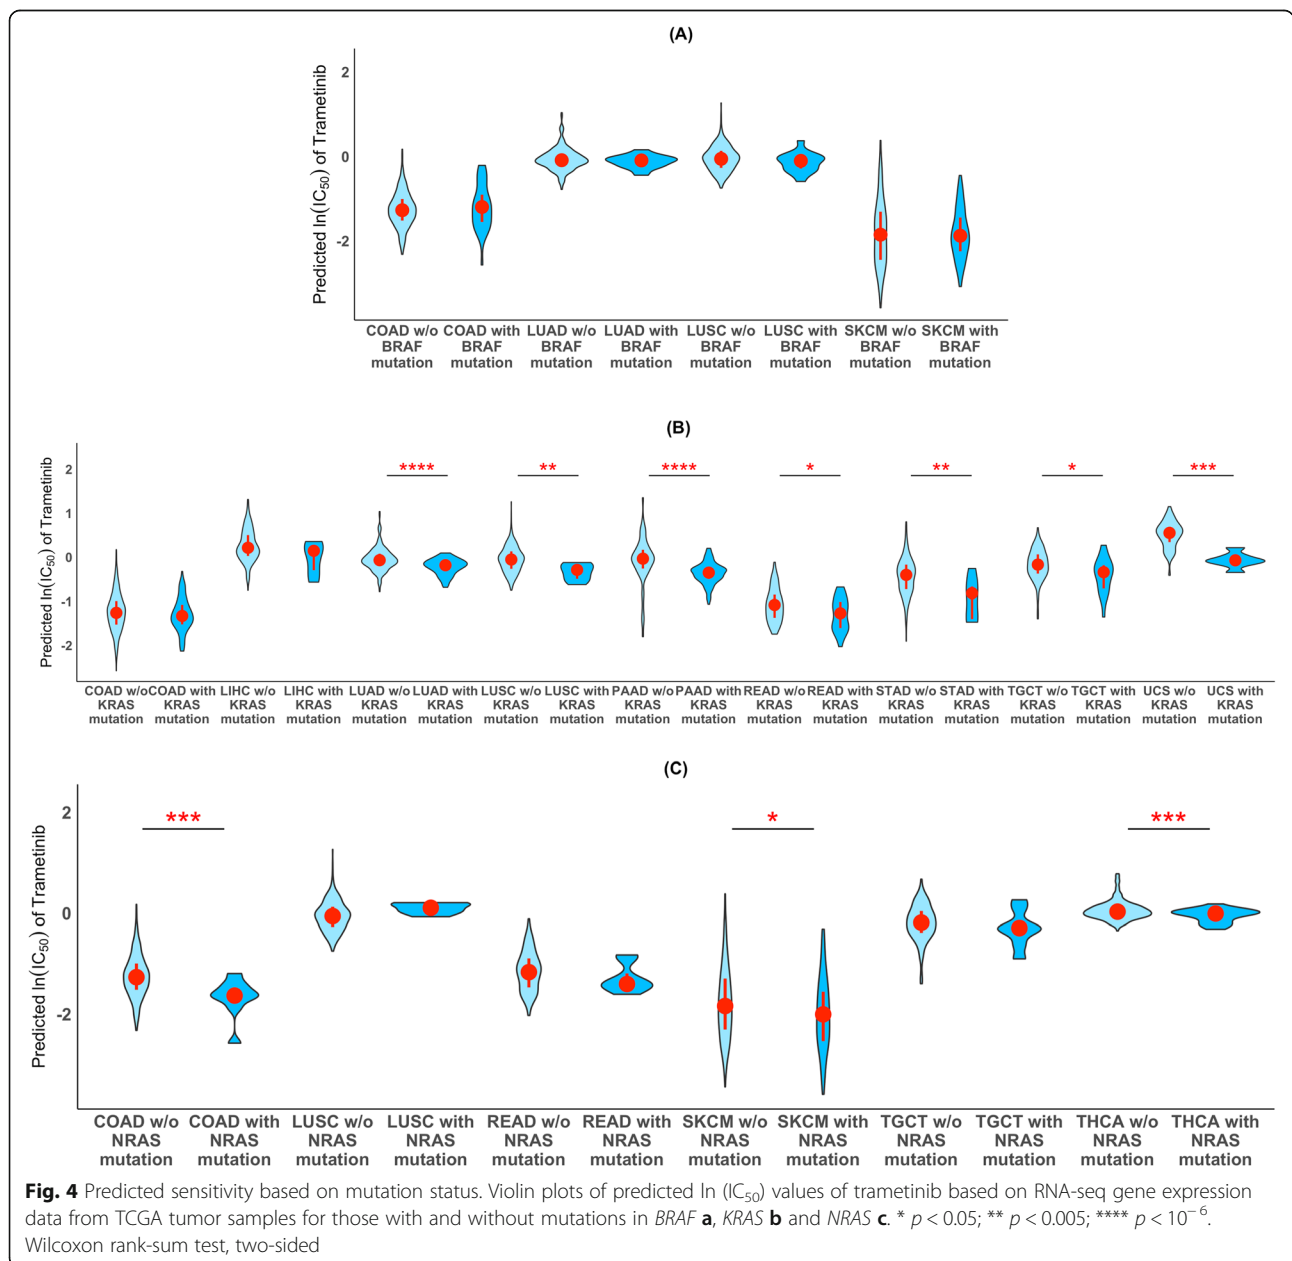 (A)
Predicted ln(IC50) of Trametinib
2
0
-2
COAD w/o COAD with LUAD w/o LUAD with LUSC w/o LUSC with SKCM w/o SKCM with
BRAF BRAF BRAF BRAF BRAF BRAF BRAF BRAF
mutation mutation mutation mutation mutation mutation mutation mutation
(B)
Predicted ln(IC50) of Trametinib
2
1
0
-1
-2
**** ** **** * ** * ***
COAD w/o COAD with LIHC w/o LIHC with LUAD w/o LUAD with LUSC w/o LUSC with PAAD w/o PAAD with READ w/o READ with STAD w/o STAD with TGCT w/o TGCT with UCS w/o UCS with
KRAS KRAS KRAS KRAS KRAS KRAS KRAS KRAS KRAS KRAS KRAS KRAS KRAS KRAS KRAS KRAS KRAS KRAS
mutation mutation mutation mutation mutation mutation mutation mutation mutation mutation mutation mutation mutation mutation mutation mutation mutation mutation
(C)
Predicted ln(IC50) of Trametinib
2
0
-2
*** * ***
COAD w/o COAD with LUSC w/o LUSC with READ w/o READ with SKCM w/o SKCM with TGCT w/o TGCT with THCA w/o THCA with
NRAS NRAS NRAS NRAS NRAS NRAS NRAS NRAS NRAS NRAS NRAS NRAS
mutation mutation mutation mutation mutation mutation mutation mutation mutation mutation mutation mutation
Fig. 4 Predicted sensitivity based on mutation status. Violin plots of predicted ln (IC50) values of trametinib based on RNA-seq gene expression
data from TCGA tumor samples for those with and without mutations in BRAF a, KRAS b and NRAS c. * p < 0.05; ** p < 0.005; **** p < 10−6.
Wilcoxon rank-sum test, two-sided